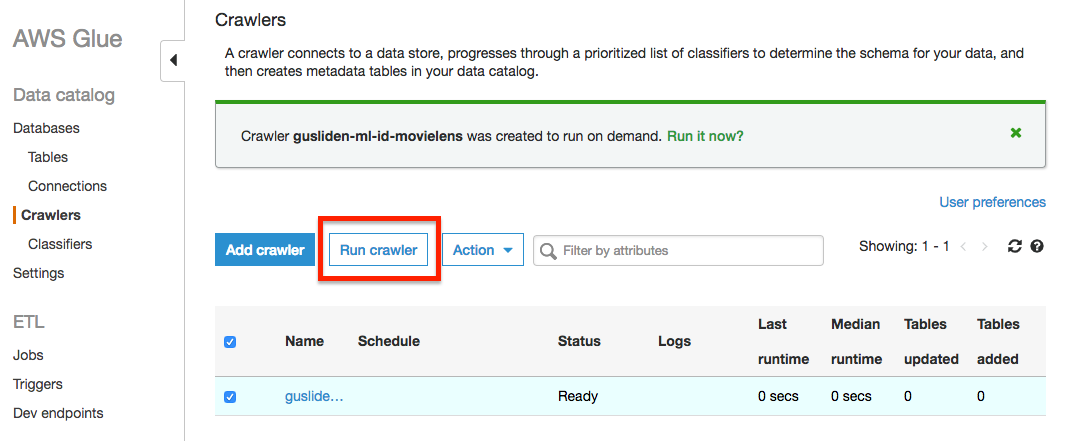 AWS Glue
Data catalog
Databases
Tables
Connections
Crawlers
Classifiers
Settings
ETL
Jobs
Triggers
Dev endpoints
Crawlers
A crawler connects to a data store, progresses through a prioritized list of classifiers to determine the schema for your data, and
then creates metadata tables in your data catalog.
Crawler gusliden-ml-id-movielens was created to run on demand. Run it now?
User preferences
Add crawler Run crawler Action Filter by attributes Showing: 1 - 1
Name Schedule Status Logs Last runtime Median runtime Tables updated Tables added
guslide… Ready 0 secs 0 secs 0 0